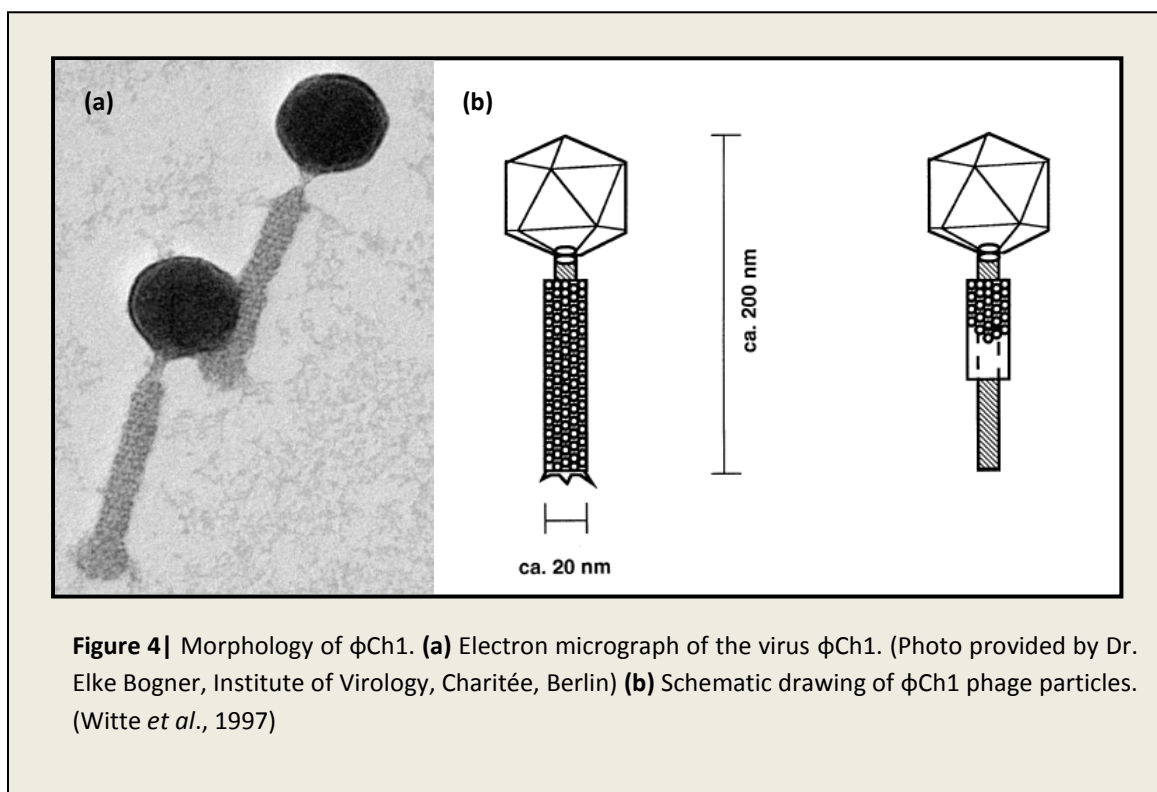 (a)
(b)
ca. 200 nm
ca. 20 nm
Figure 4| Morphology of φCh1. (a) Electron micrograph of the virus φCh1. (Photo provided by Dr.
Elke Bogner, Institute of Virology, Charitée, Berlin) (b) Schematic drawing of φCh1 phage particles.
(Witte et al., 1997)